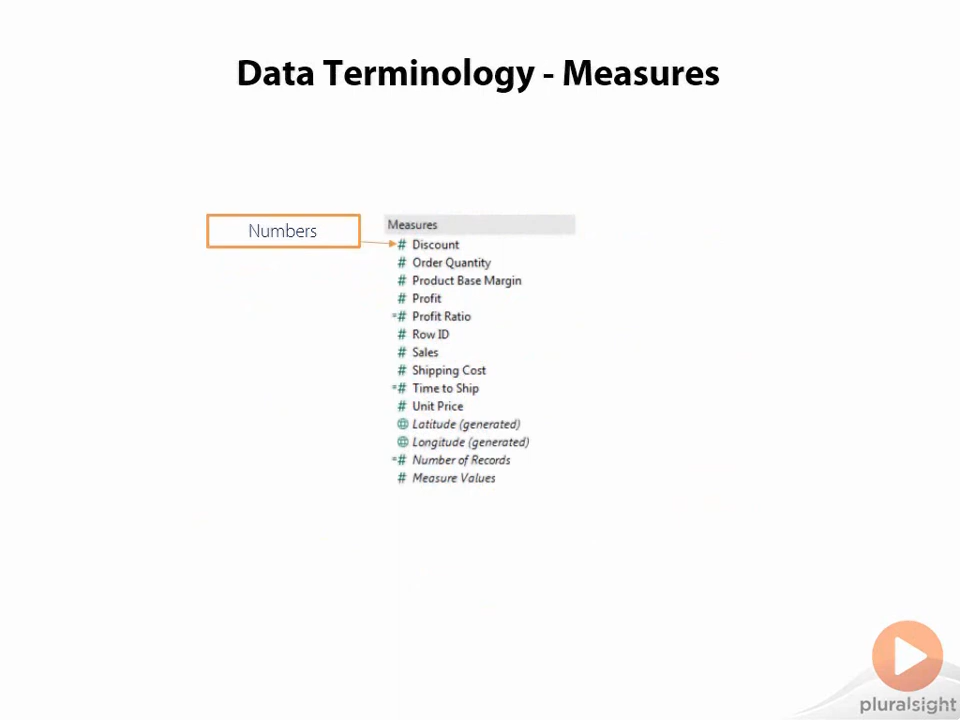 Data Terminology - Measures
Numbers
Measures
# Discount
# Order Quantity
# Product Base Margin
# Profit
=# Profit Ratio
# Row ID
# Sales
# Shipping Cost
=# Time to Ship
# Unit Price
Latitude (generated)
Longitude (generated)
=# Number of Records
# Measure Values
pluralsight